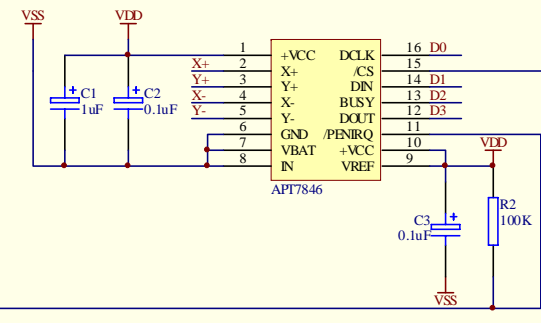 VSS
VDD
1 +VCC DCLK 16 D0
X+ 2 X+ /CS 15
Y+ 3 Y+ DIN 14 D1
X- 4 X- BUSY 13 D2
Y- 5 Y- DOUT 12 D3
6 GND /PENIRQ 11
7 VBAT +VCC 10
8 IN VREF 9
+ C1
1uF
+ C2
0.1uF
APT7846
VDD
C3 +
0.1uF
R2
100K
VSS